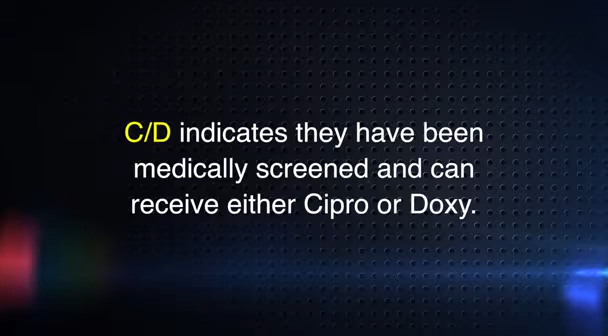 C/D indicates they have been
medically screened and can
receive either Cipro or Doxy.